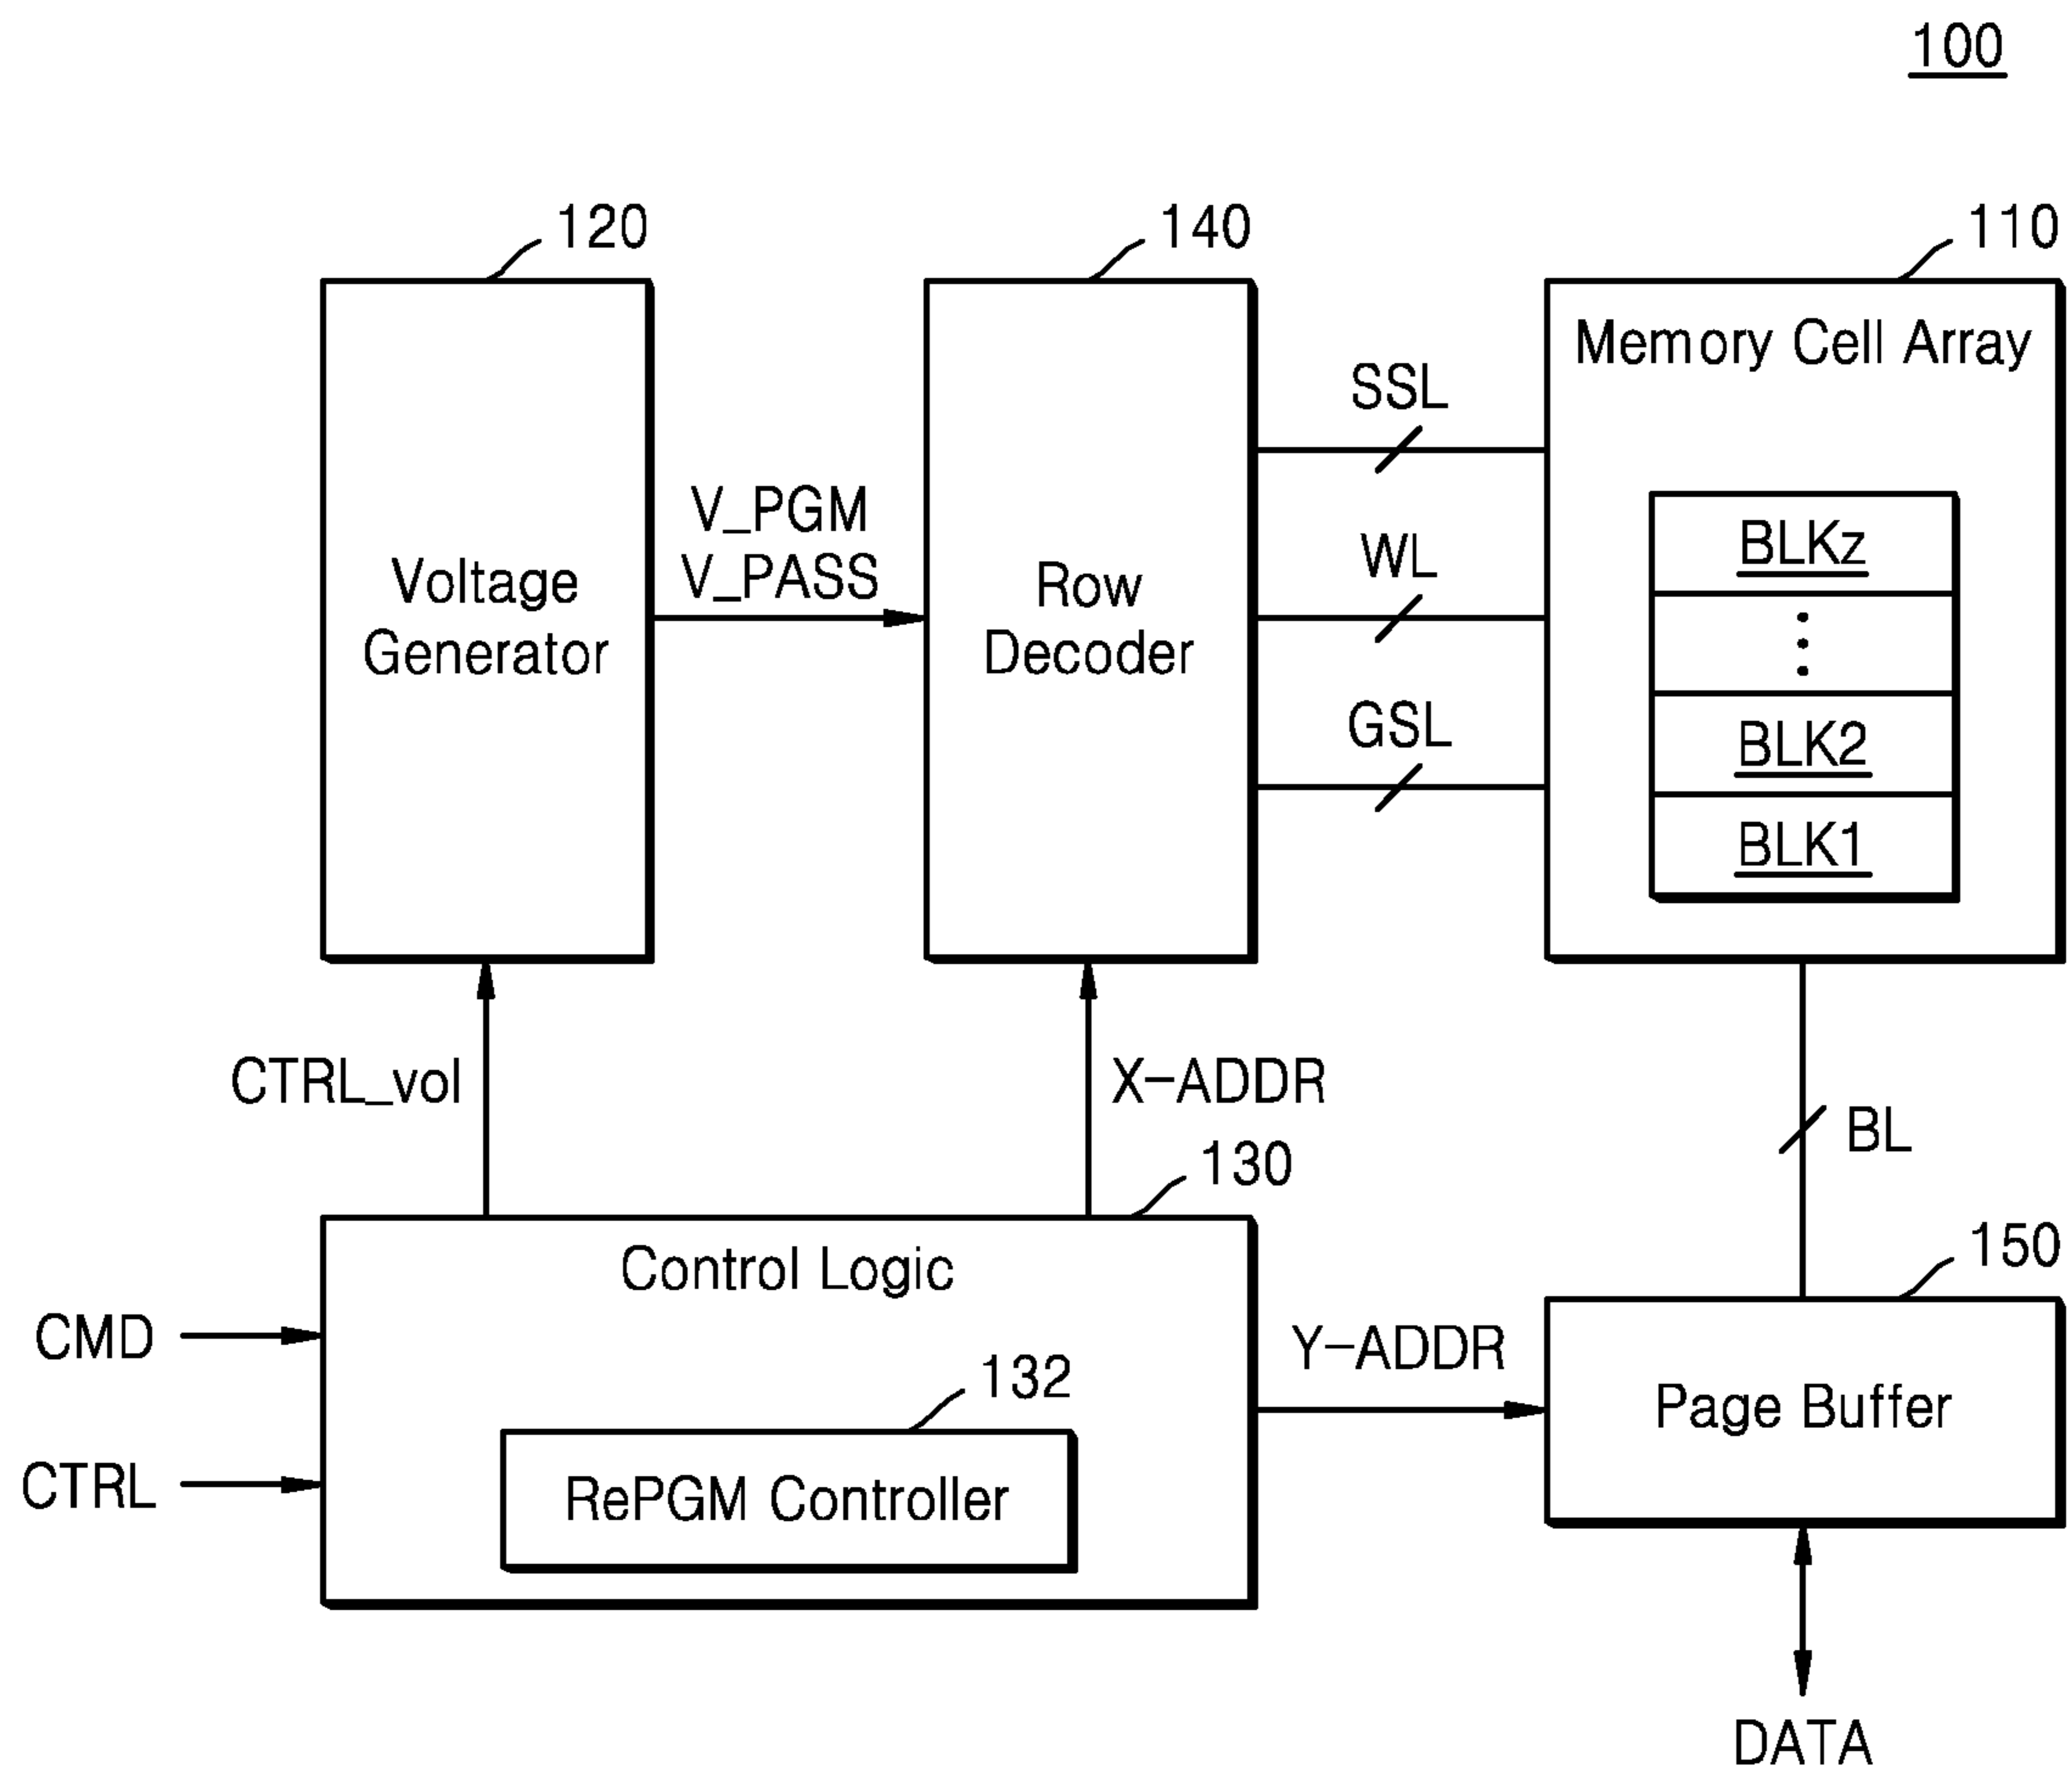 100
120
140
110
Voltage
Generator
V_PGM
V_PASS
Row
Decoder
SSL
WL
GSL
Memory Cell Array
BLKz
BLK2
BLK1
CTRL_vol
X-ADDR
BL
130
Control Logic
150
CMD
CTRL
132
RePGM Controller
Y-ADDR
Page Buffer
DATA